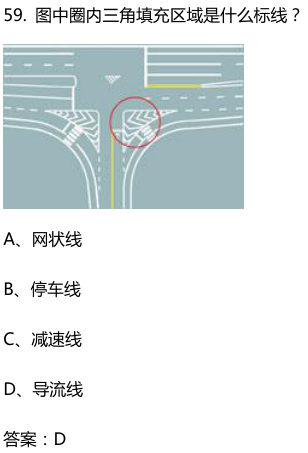 59. 图中圈内三角填充区域是什么标线？
A、网状线
B、停车线
C、减速线
D、导流线
答案：D